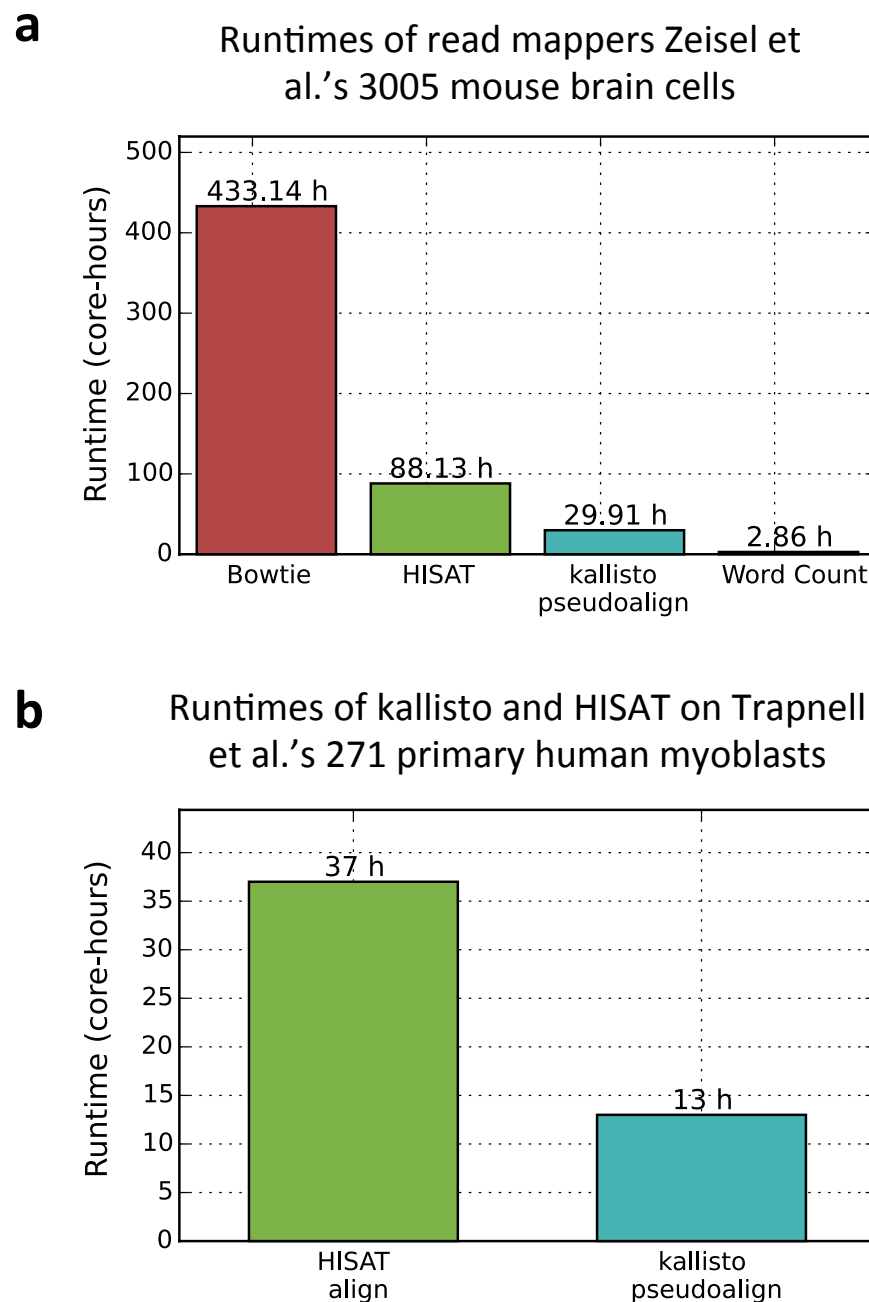 a
Runtimes of read mappers Zeisel et
al.’s 3005 mouse brain cells
Runtime (core-hours)
500
400
300
200
100
0
433.14 h
88.13 h
29.91 h
2.86 h
Bowtie
HISAT
kallisto
pseudoalign
Word Count
b
Runtimes of kallisto and HISAT on Trapnell
et al.’s 271 primary human myoblasts
Runtime (core-hours)
40
35
30
25
20
15
10
5
0
37 h
13 h
HISAT
align
kallisto
pseudoalign